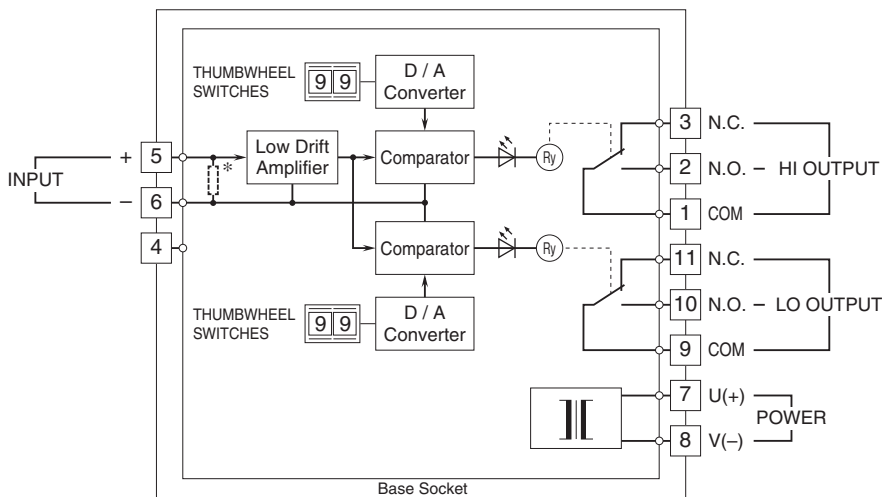 THUMBWHEEL
SWITCHES
9 9
D / A
Converter
3 N.C.
+ 5
*
Low Drift
Amplifier
Comparator
Ry
2 N.O.
HI OUTPUT
INPUT
– 6
1 COM
4
Comparator
Ry
11 N.C.
10 N.O.
LO OUTPUT
THUMBWHEEL
SWITCHES
9 9
D / A
Converter
9 COM
7 U(+)
POWER
8 V(–)
Base Socket